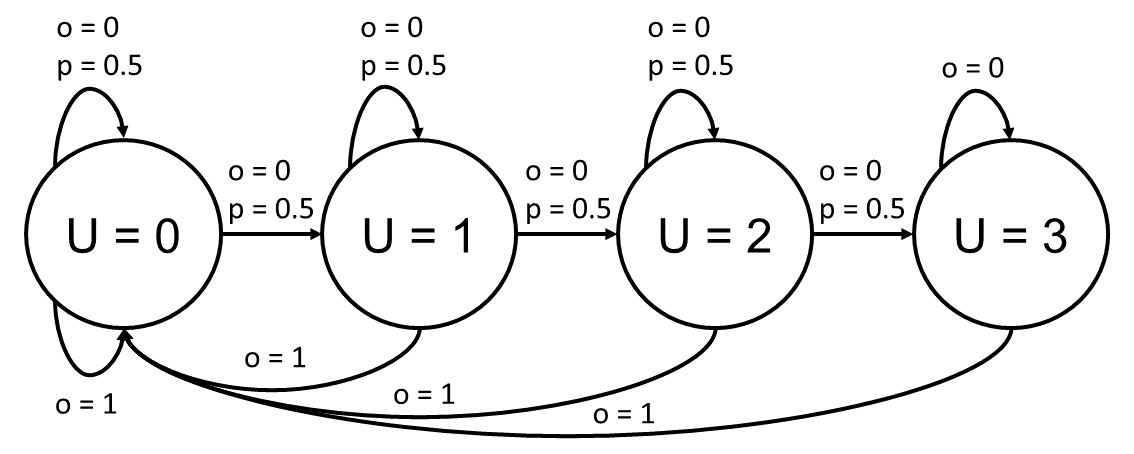 o = 0
p = 0.5
o = 0
p = 0.5
o = 0
p = 0.5
o = 0
o = 0
p = 0.5
o = 0
p = 0.5
o = 0
p = 0.5
U = 0
U = 1
U = 2
U = 3
o = 1
o = 1
o = 1
o = 1